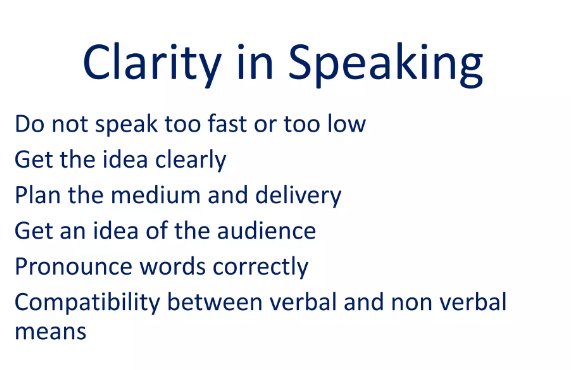 Clarity in Speaking
Do not speak too fast or too low
Get the idea clearly
Plan the medium and delivery
Get an idea of the audience
Pronounce words correctly
Compatibility between verbal and non verbal
means